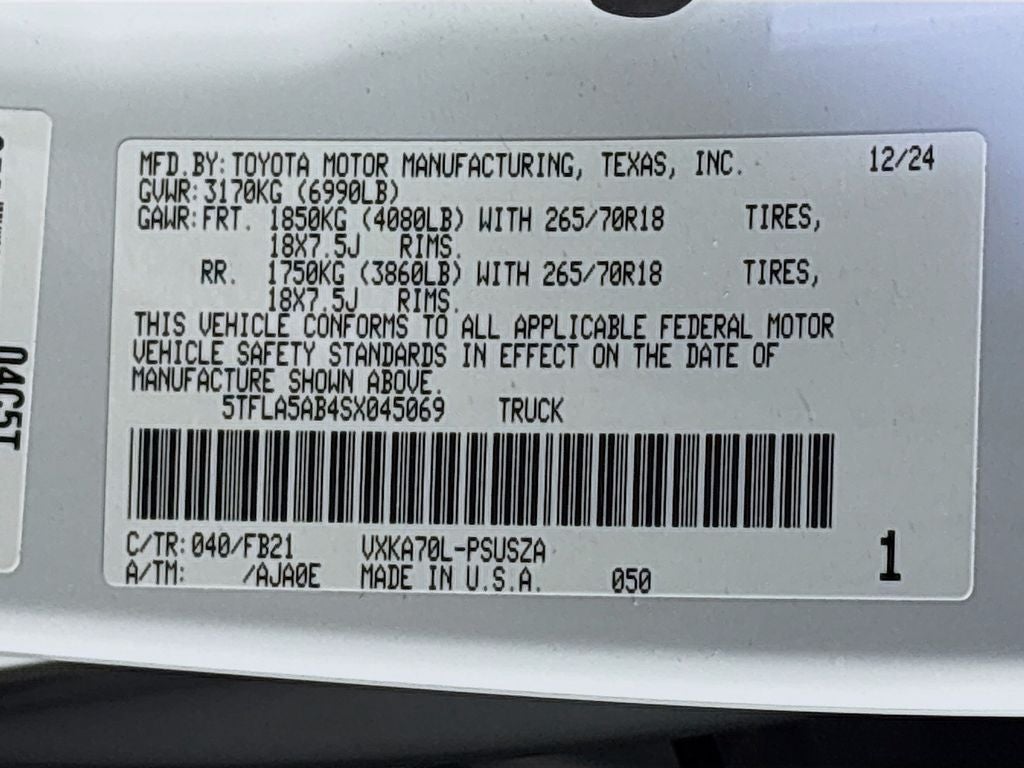 MFD.BY: TOYOTA MOTOR MANUFACTURING, TEXAS, INC. 12/24
GVWR: 3170KG (6990LB)
GAWR: FRT. 1850KG (4080LB) WITH 265/70R18 TIRES,
18X7.5J RIMS.
RR. 1750KG (3860LB) WITH 265/70R18 TIRES,
18X7.5J RIMS.
THIS VEHICLE CONFORMS TO ALL APPLICABLE FEDERAL MOTOR
VEHICLE SAFETY STANDARDS IN EFFECT ON THE DATE OF
MANUFACTURE SHOWN ABOVE.
5TFLA5AB4SX045069 TRUCK
C/TR: 040/FB21 VXKA70L-PSUSZA
A/TM: /AJA0E MADE IN U.S.A. 050
1
04C5T